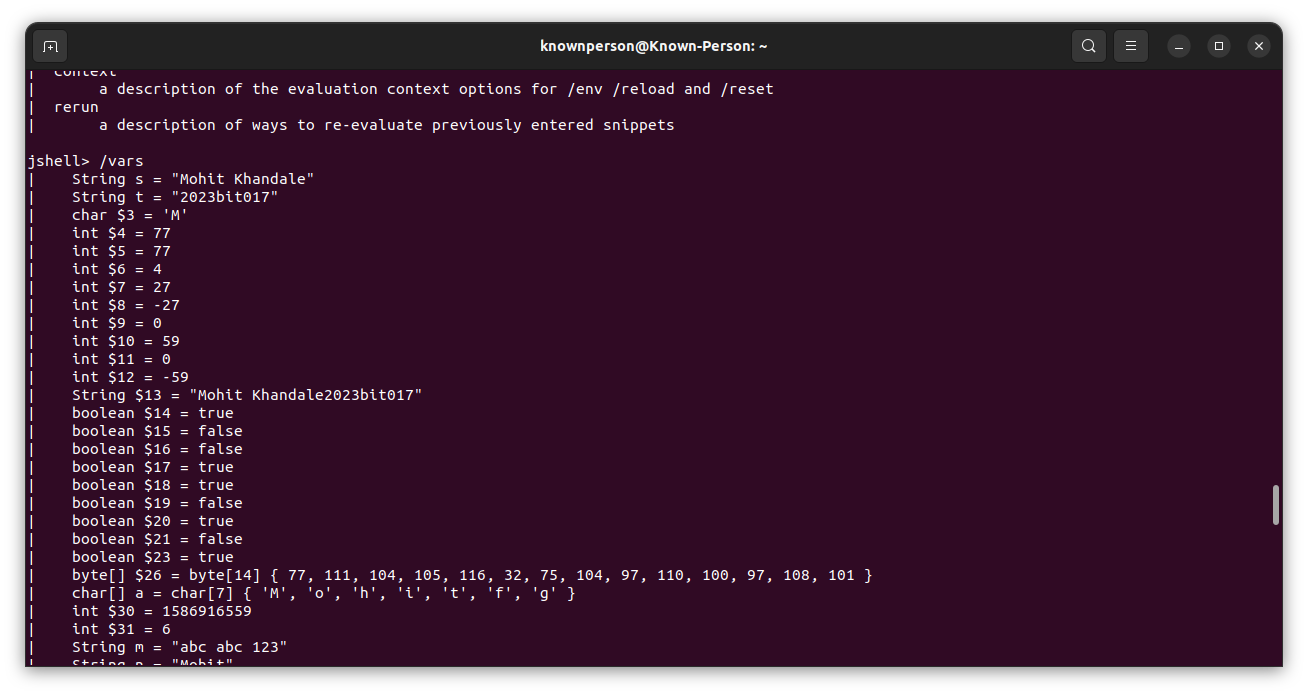 knownperson@Known-Person: ~
| context
| a description of the evaluation context options for /env /reload and /reset
| rerun
| a description of ways to re-evaluate previously entered snippets
jshell> /vars
| String s = "Mohit Khandale"
| String t = "2023bit017"
| char $3 = 'M'
| int $4 = 77
| int $5 = 77
| int $6 = 4
| int $7 = 27
| int $8 = -27
| int $9 = 0
| int $10 = 59
| int $11 = 0
| int $12 = -59
| String $13 = "Mohit Khandale2023bit017"
| boolean $14 = true
| boolean $15 = false
| boolean $16 = false
| boolean $17 = true
| boolean $18 = true
| boolean $19 = false
| boolean $20 = true
| boolean $21 = false
| boolean $23 = true
| byte[] $26 = byte[14] { 77, 111, 104, 105, 116, 32, 75, 104, 97, 110, 100, 97, 108, 101 }
| char[] a = char[7] { 'M', 'o', 'h', 'i', 't', 'f', 'g' }
| int $30 = 1586916559
| int $31 = 6
| String m = "abc abc 123"
| String n = "Mohit"